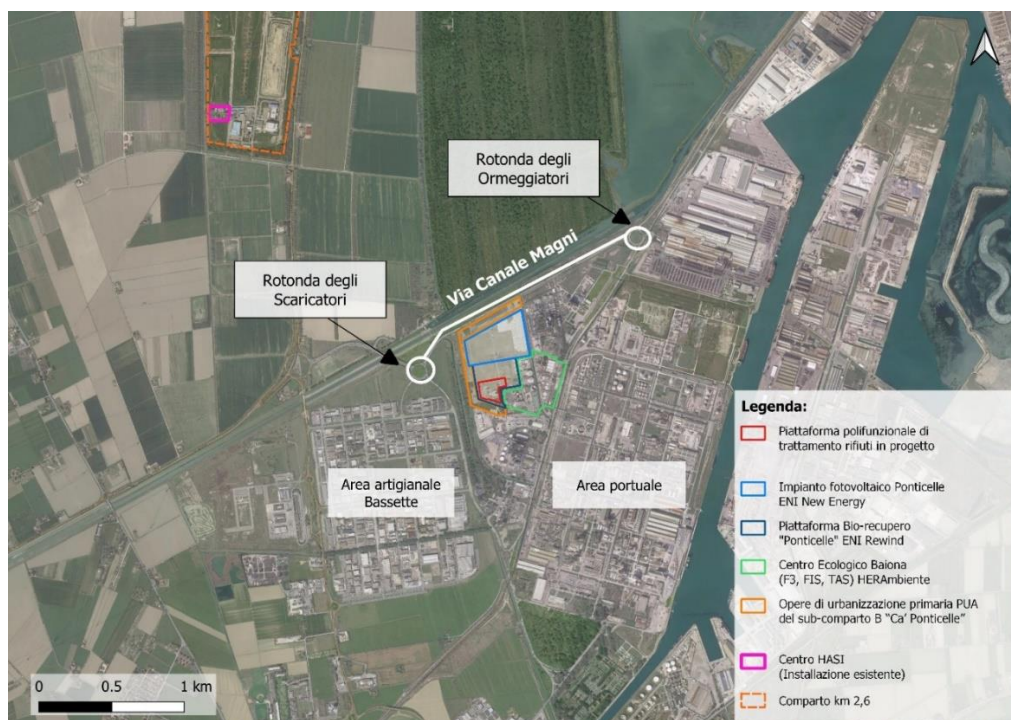 Rotonda degli
Ormeggiatori
Via Canale Magni
Rotonda degli
Scaricatori
Area artigianale
Bassette
Area portuale
Legenda:
Piattaforma polifunzionale di
trattamento rifiuti in progetto
Impianto fotovoltaico Ponticelle
ENI New Energy
Piattaforma Bio-recupero
"Ponticelle" ENI Rewind
Centro Ecologico Baiona
(F3, FIS, TAS) HERAmbiente
Opere di urbanizzazione primaria PUA
del sub-comparto B "Ca' Ponticelle"
Centro HASI
(Installazione esistente)
Comparto km 2,6
0 0.5 1 km